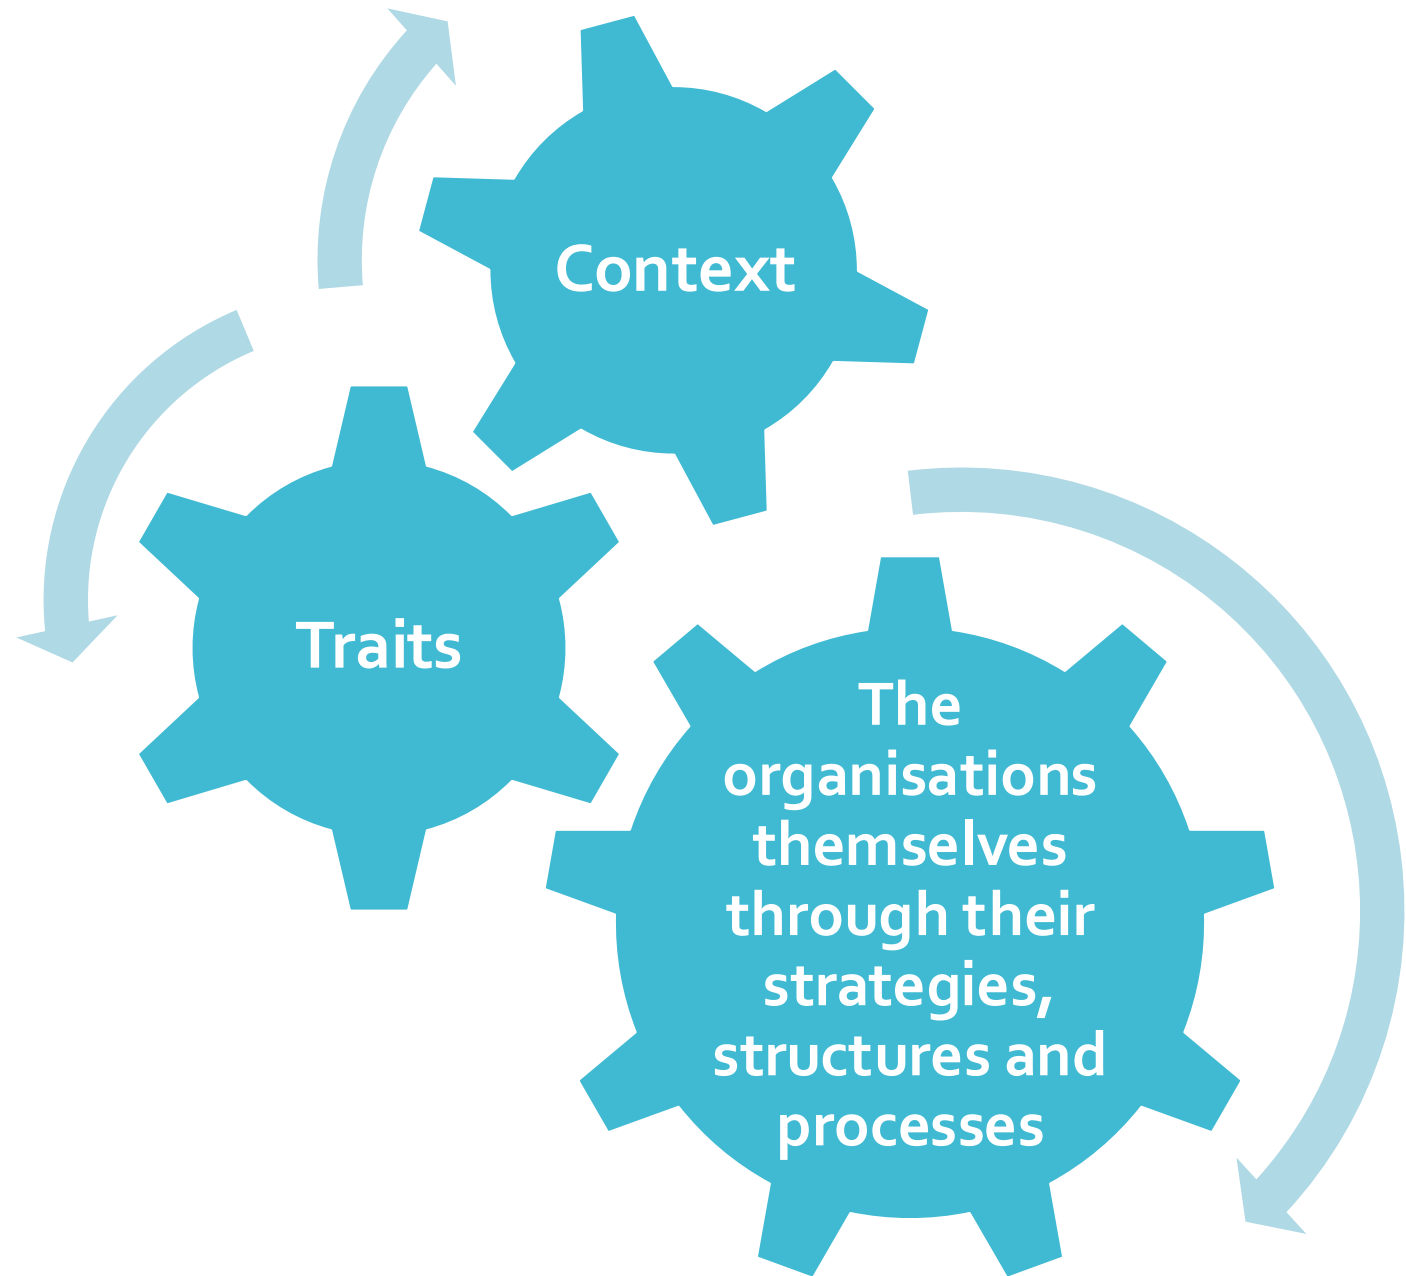 Context
Traits
The
organisations
themselves
through their
strategies,
structures and
processes